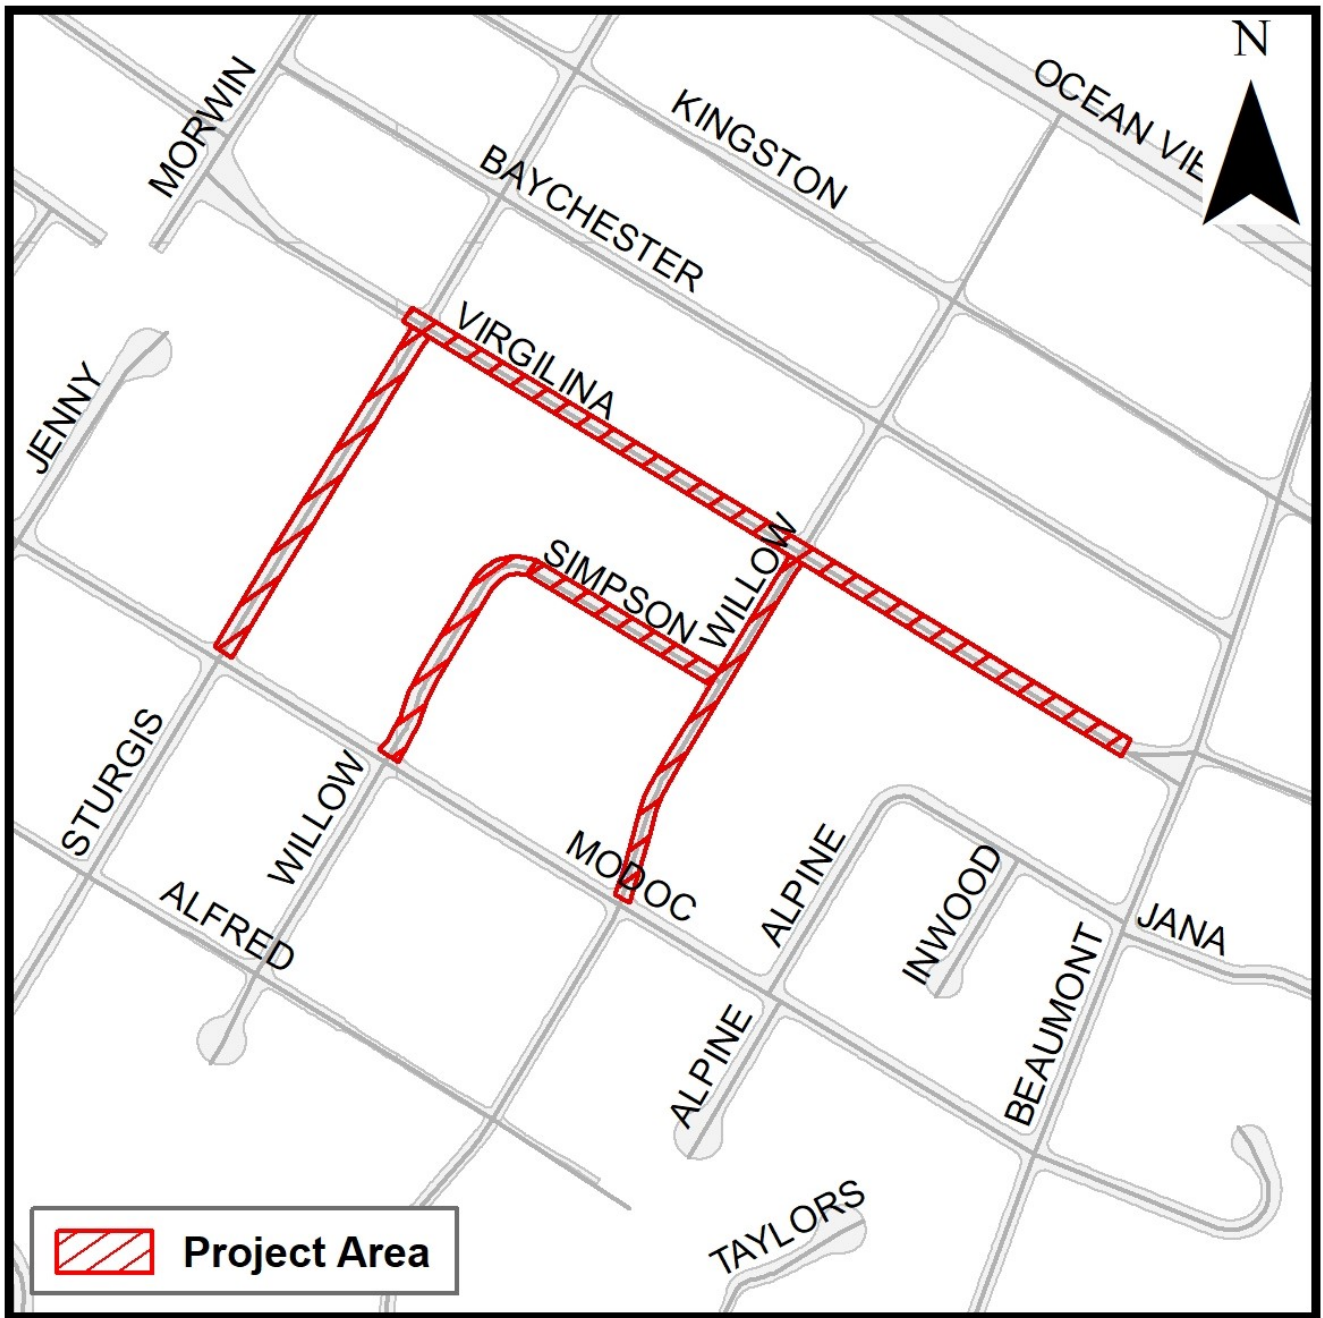 N
OCEAN VIE
MORWIN
KINGSTON
BAYCHESTER
VIRGILINA
JENNY
WILLOW
SIMPSON
STURGIS
WILLOW
MODOC
ALPINE
INWOOD
ALFRED
JANA
BEAUMONT
ALPINE
TAYLORS
Project Area